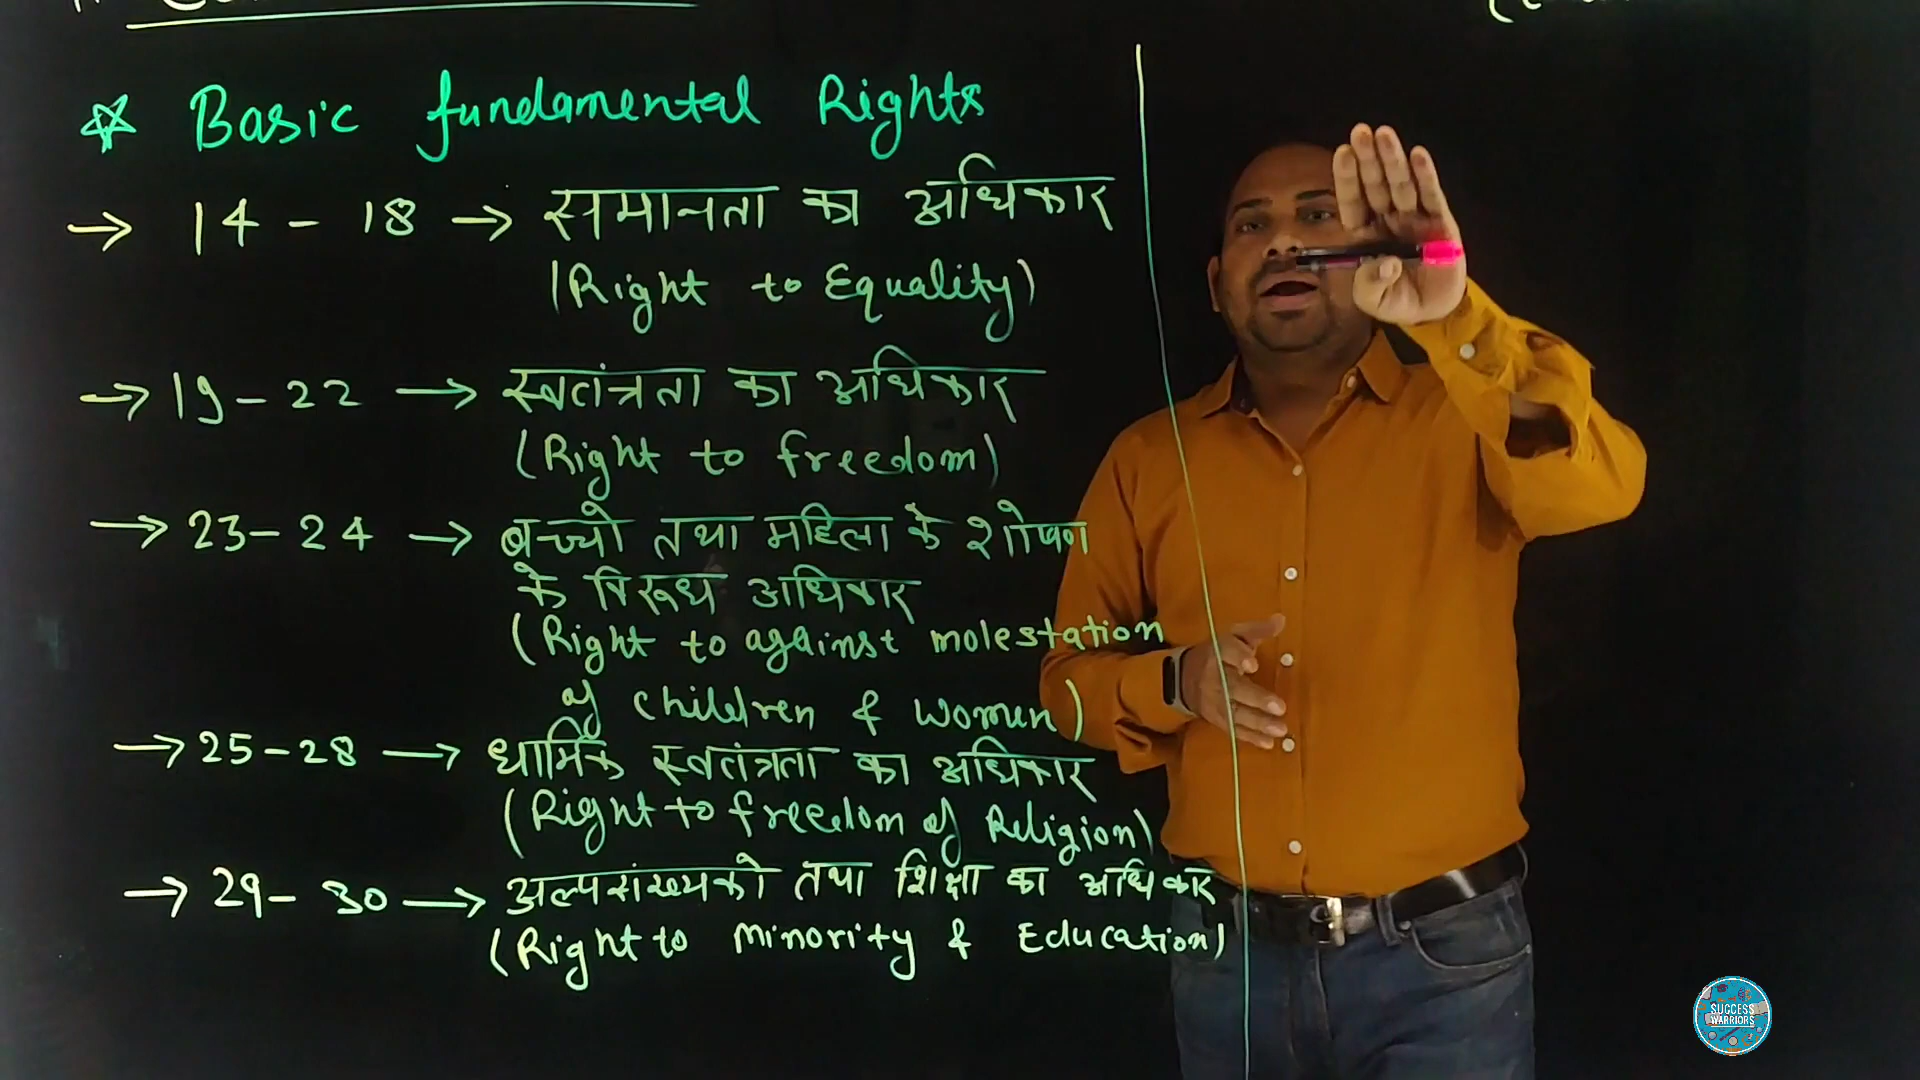 ☆ Basic fundamental Rights
→ 14 - 18 → समानता का अधिकार
(Right to Equality)
→ 19 - 22 → स्वतंत्रता का अधिकार
(Right to freedom)
→ 23 - 24 → बच्चो तथा महिला के शोषण
के विरूध अधिकार
(Right to against molestation
of children & women)
→ 25 - 28 → धार्मिक स्वतंत्रता का अधिकार
(Right to freedom of Religion)
→ 29 - 30 → अल्पसंख्यको तथा शिक्षा का अधिकार
(Right to Minority & Education)
SUCCESS
WARRIORS